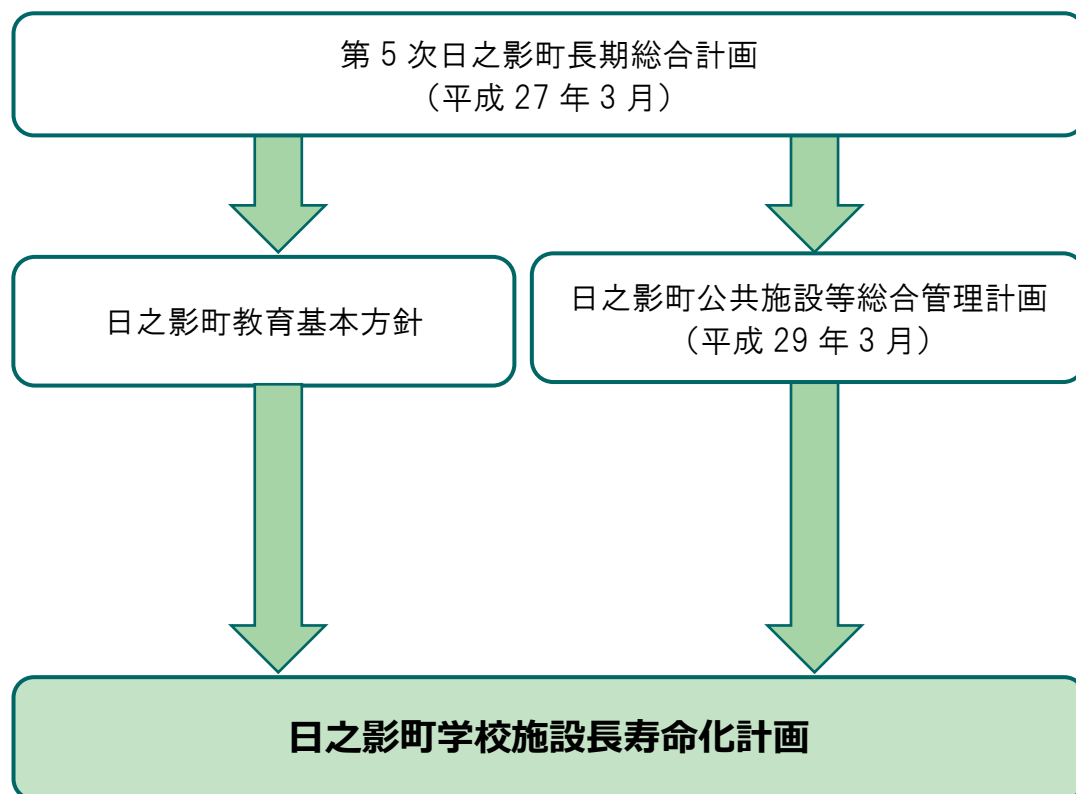 第 5 次日之影町長期総合計画
（平成 27 年 3 月）
日之影町教育基本方針
日之影町公共施設等総合管理計画
（平成 29 年 3 月）
日之影町学校施設長寿命化計画